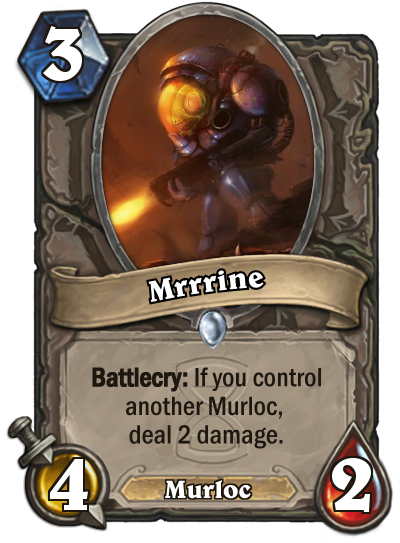 3
Mrrrine
Battlecry: If you control
another Murloc,
deal 2 damage.
4
Murloc
2